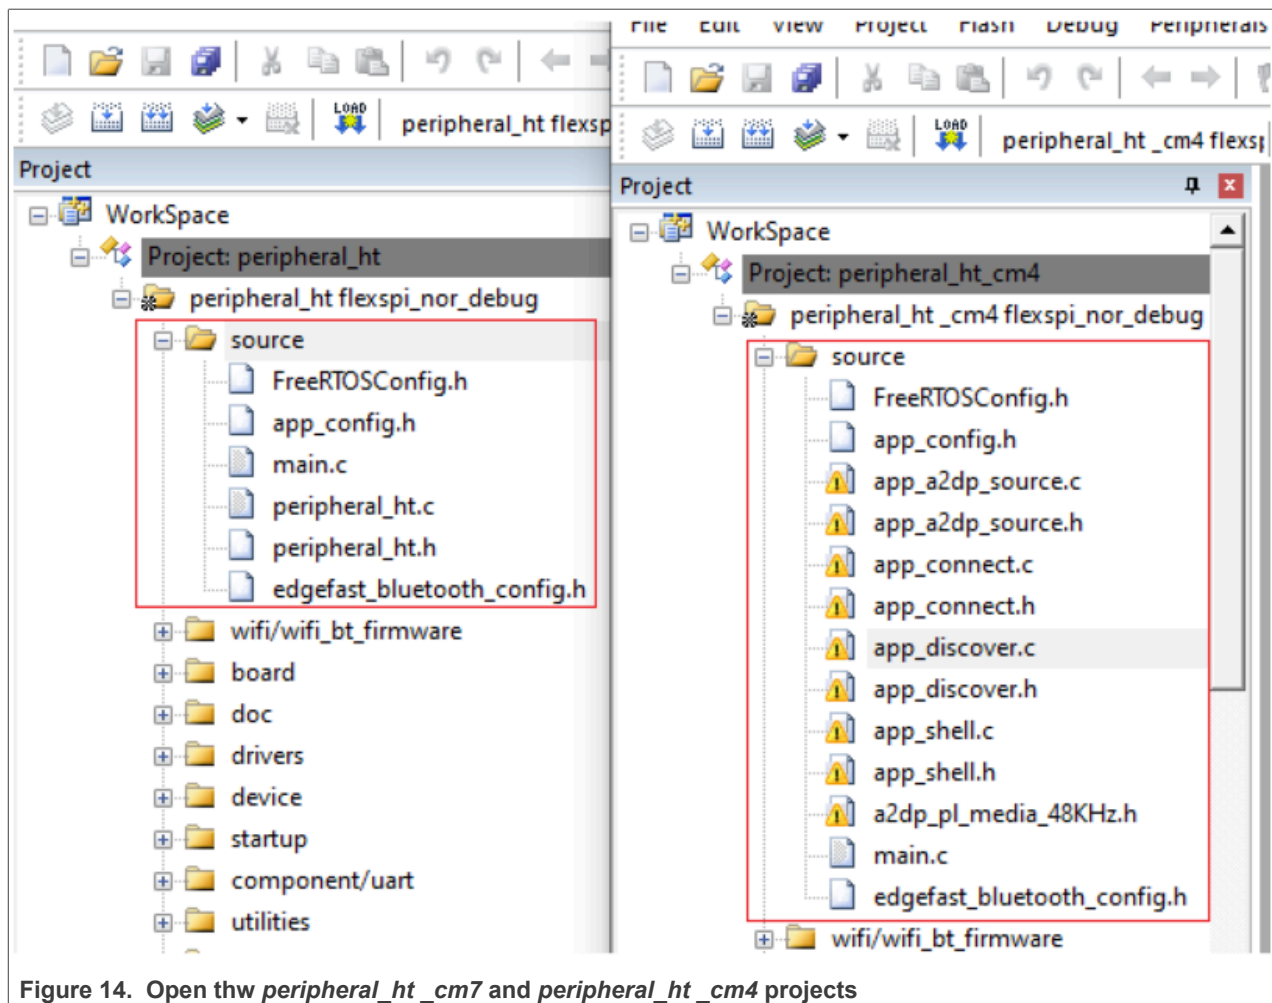 peripheral_ht flexsp
Project
WorkSpace
Project: peripheral_ht
peripheral_ht flexspi_nor_debug
source
FreeRTOSConfig.h
app_config.h
main.c
peripheral_ht.c
peripheral_ht.h
edgefast_bluetooth_config.h
wifi/wifi_bt_firmware
board
doc
drivers
device
startup
component/uart
utilities
File Edit View Project Flash Debug Peripherals
LOAD
LOAD
peripheral_ht _cm4 flexsp
Project
WorkSpace
Project: peripheral_ht_cm4
peripheral_ht _cm4 flexspi_nor_debug
source
FreeRTOSConfig.h
app_config.h
app_a2dp_source.c
app_a2dp_source.h
app_connect.c
app_connect.h
app_discover.c
app_discover.h
app_shell.c
app_shell.h
a2dp_pl_media_48KHz.h
main.c
edgefast_bluetooth_config.h
wifi/wifi_bt_firmware
Figure 14. Open thw peripheral_ht _cm7 and peripheral_ht _cm4 projects